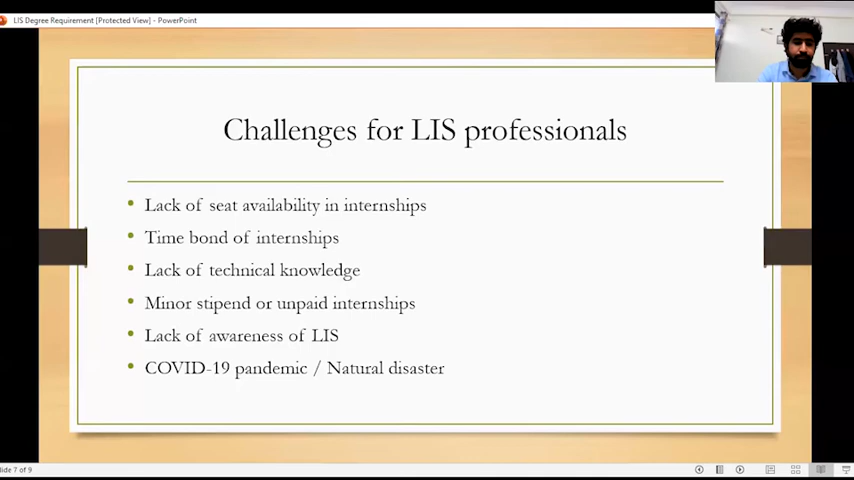 LIS Degree Requirement [Protected View] - PowerPoint
Challenges for LIS professionals
• Lack of seat availability in internships
• Time bond of internships
• Lack of technical knowledge
• Minor stipend or unpaid internships
• Lack of awareness of LIS
• COVID-19 pandemic / Natural disaster
lide 7 of 9